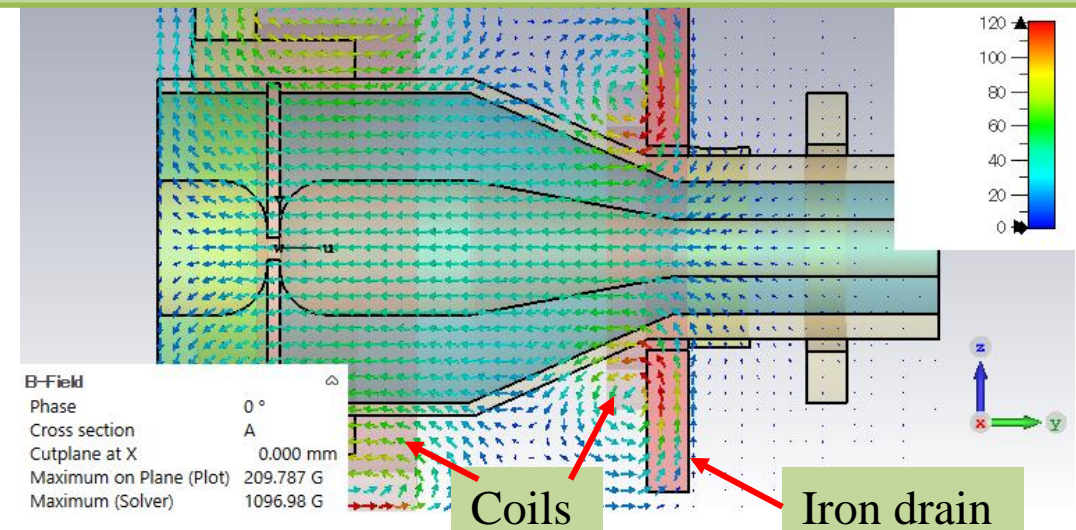 120
100
80
60
40
20
0
w u
B-Field
Phase 0 °
Cross section A
Cutplane at X 0.000 mm
Maximum on Plane (Plot) 209.787 G
Maximum (Solver) 1096.98 G
z
x y
Coils
Iron drain